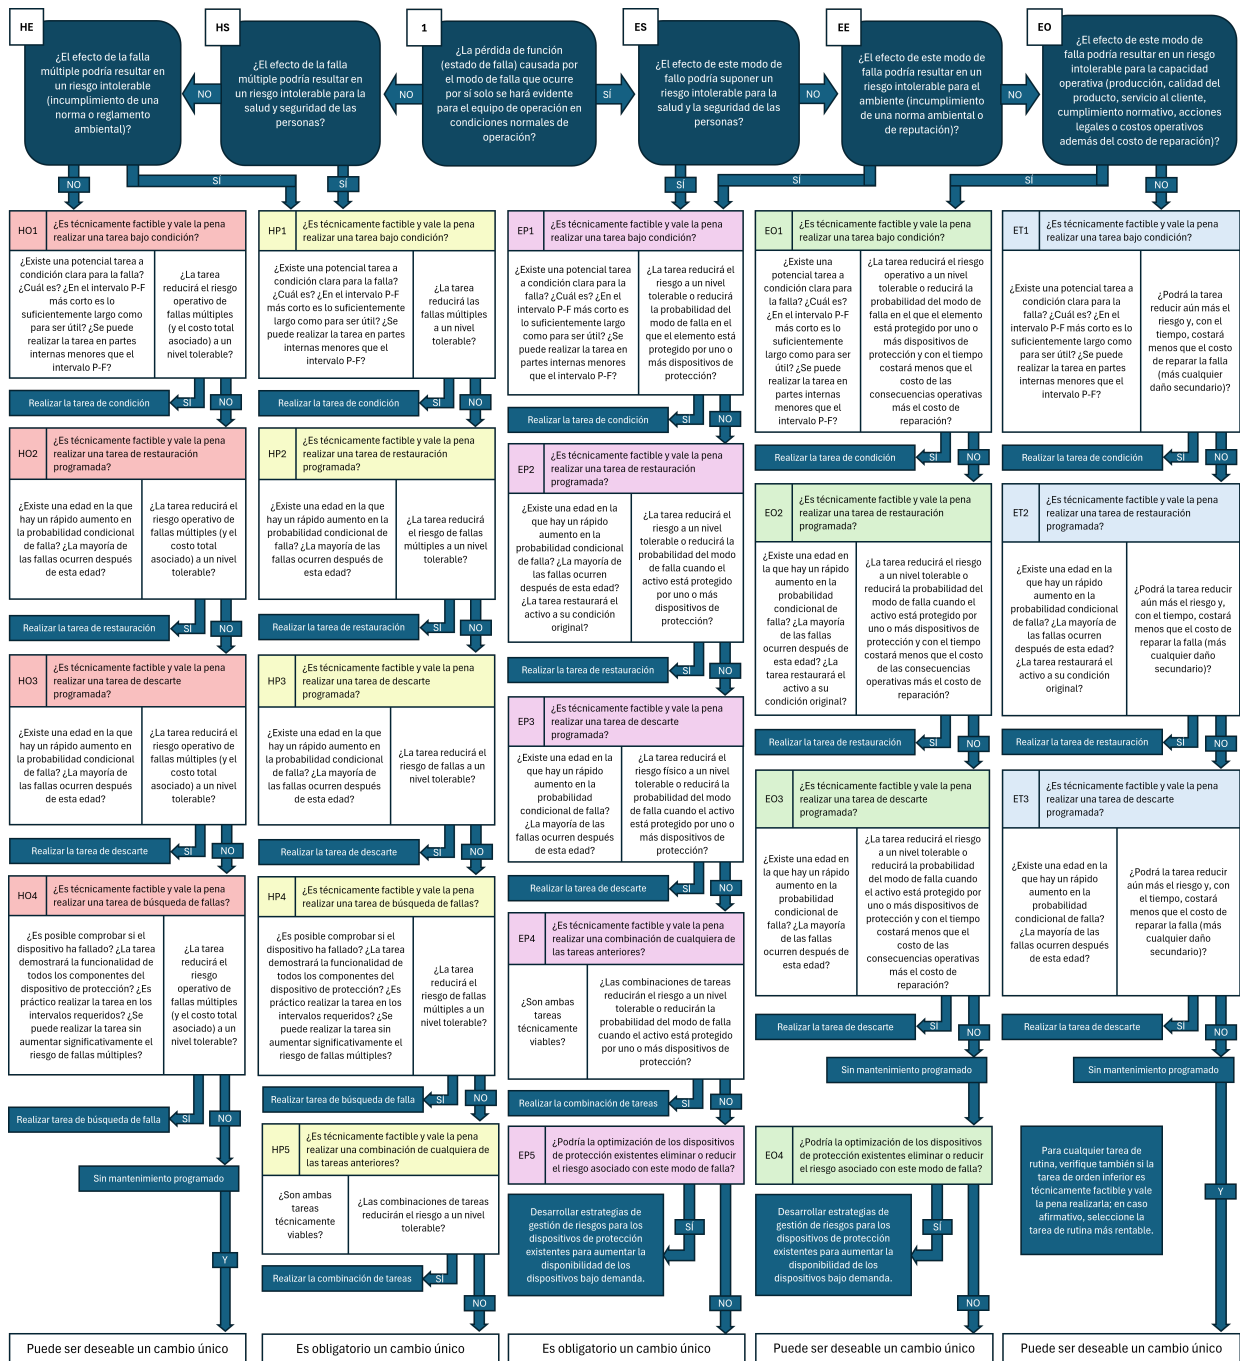 HE
¿El efecto de la falla
múltiple podría resultar en
un riesgo intolerable
(incumplimiento de una
norma o reglamento
ambiental)?
HS
¿El efecto de la falla
múltiple podría resultar en
un riesgo intolerable para la
salud y seguridad de las
personas?
1
¿La pérdida de función
(estado de falla) causada por
el modo de falla que ocurre
por sí solo se hará evidente
para el equipo de operación en
condiciones normales de
operación?
ES
¿El efecto de este modo de
fallo podría suponer un
riesgo intolerable para la
salud y la seguridad de las
personas?
EE
¿El efecto de este modo de
falla podría resultar en un
riesgo intolerable para el
ambiente (incumplimiento
de una norma ambiental o
de reputación)?
EO
¿El efecto de este modo de
falla podría resultar en un riesgo
intolerable para la capacidad
operativa (producción, calidad del
producto, servicio al cliente,
cumplimiento normativo, acciones
legales o costos operativos
además del costo de reparación)?
NO
NO
SÍ
NO
NO
NO
SÍ
SÍ
SÍ
SÍ
SÍ
NO
HO1
¿Es técnicamente factible y vale la pena
realizar una tarea bajo condición?
¿Existe una potencial tarea a
condición clara para la falla?
¿Cuál es? ¿En el intervalo P-F
más corto es lo
suficientemente largo como
para ser útil? ¿Se puede
realizar la tarea en partes
internas menores que el
intervalo P-F?
¿La tarea
reducirá el riesgo
operativo de
fallas múltiples
(y el costo total
asociado) a un
nivel tolerable?
Realizar la tarea de condición
SI
NO
HO2
¿Es técnicamente factible y vale la pena
realizar una tarea de restauración
programada?
¿Existe una edad en la que
hay un rápido aumento en
la probabilidad condicional
de falla? ¿La mayoría de las
fallas ocurren después de
esta edad?
¿La tarea reducirá el
riesgo operativo de
fallas múltiples (y el
costo total
asociado) a un nivel
tolerable?
Realizar la tarea de restauración
SI
NO
HO3
¿Es técnicamente factible y vale la pena
realizar una tarea de descarte
programada?
¿Existe una edad en la que
hay un rápido aumento en
la probabilidad condicional
de falla? ¿La mayoría de
las fallas ocurren después
de esta edad?
¿La tarea reducirá el
riesgo operativo de
fallas múltiples (y el
costo total
asociado) a un nivel
tolerable?
Realizar la tarea de descarte
SI
NO
HO4
¿Es técnicamente factible y vale la pena
realizar una tarea de búsqueda de fallas?
¿Es posible comprobar si el
dispositivo ha fallado? ¿La tarea
demostrará la funcionalidad de
todos los componentes del
dispositivo de protección? ¿Es
práctico realizar la tarea en los
intervalos requeridos? ¿Se
puede realizar la tarea sin
aumentar significativamente el
riesgo de fallas múltiples?
¿La tarea
reducirá el
riesgo
operativo de
fallas múltiples
(y el costo total
asociado) a un
nivel tolerable?
Realizar tarea de búsqueda de falla
SI
NO
Sin mantenimiento programado
Y
Puede ser deseable un cambio único
HP1
¿Es técnicamente factible y vale la pena
realizar una tarea bajo condición?
¿Existe una potencial tarea a
condición clara para la falla?
¿Cuál es? ¿En el intervalo P-F
más corto es lo suficientemente
largo como para ser útil? ¿Se
puede realizar la tarea en partes
internas menores que el
intervalo P-F?
¿La tarea
reducirá las
fallas múltiples
a un nivel
tolerable?
Realizar la tarea de condición
SI
NO
HP2
¿Es técnicamente factible y vale la pena
realizar una tarea de restauración
programada?
¿Existe una edad en la que
hay un rápido aumento en
la probabilidad condicional
de falla? ¿La mayoría de
las fallas ocurren después
de esta edad?
¿La tarea reducirá
el riesgo de fallas
múltiples a un nivel
tolerable?
Realizar la tarea de restauración
SI
NO
HP3
¿Es técnicamente factible y vale la pena
realizar una tarea de descarte
programada?
¿Existe una edad en la que
hay un rápido aumento en
la probabilidad condicional
de falla? ¿La mayoría de
las fallas ocurren después
de esta edad?
¿La tarea reducirá el
riesgo de fallas a un
nivel tolerable?
Realizar la tarea de descarte
SI
NO
HP4
¿Es técnicamente factible y vale la pena
realizar una tarea de búsqueda de fallas?
¿Es posible comprobar si el
dispositivo ha fallado? ¿La tarea
demostrará la funcionalidad de
todos los componentes del
dispositivo de protección? ¿Es
práctico realizar la tarea en los
intervalos requeridos? ¿Se
puede realizar la tarea sin
aumentar significativamente el
riesgo de fallas múltiples?
¿La tarea
reducirá el
riesgo de fallas
múltiples a un
nivel tolerable?
Realizar tarea de búsqueda de falla
SI
NO
HP5
¿Es técnicamente factible y vale la pena
realizar una combinación de cualquiera de
las tareas anteriores?
¿Son ambas
tareas
técnicamente
viables?
¿Las combinaciones de tareas
reducirán el riesgo a un nivel
tolerable?
Realizar la combinación de tareas
SI
NO
Es obligatorio un cambio único
EP1
¿Es técnicamente factible y vale la pena
realizar una tarea bajo condición?
¿Existe una potencial tarea
a condición clara para la
falla? ¿Cuál es? ¿En el
intervalo P-F más corto es
lo suficientemente largo
como para ser útil? ¿Se
puede realizar la tarea en
partes internas menores
que el intervalo P-F?
¿La tarea reducirá el
riesgo a un nivel
tolerable o reducirá la
probabilidad del modo
de falla en el que el
elemento está
protegido por uno o
más dispositivos de
protección?
Realizar la tarea de condición
SI
NO
EP2
¿Es técnicamente factible y vale la pena
realizar una tarea de restauración
programada?
¿Existe una edad en la
que hay un rápido
aumento en la
probabilidad condicional
de falla? ¿La mayoría de
las fallas ocurren
después de esta edad?
¿La tarea restaurará el
activo a su condición
original?
¿La tarea reducirá el
riesgo a un nivel
tolerable o reducirá la
probabilidad del modo
de falla cuando el
activo está protegido
por uno o más
dispositivos de
protección?
Realizar la tarea de restauración
SI
NO
EP3
¿Es técnicamente factible y vale la pena
realizar una tarea de descarte
programada?
¿Existe una edad en la
que hay un rápido
aumento en la
probabilidad
condicional de falla?
¿La mayoría de las
fallas ocurren después
de esta edad?
¿La tarea reducirá el
riesgo físico a un nivel
tolerable o reducirá la
probabilidad del modo de
falla cuando el activo
está protegido por uno o
más dispositivos de
protección?
Realizar la tarea de descarte
SI
NO
EP4
¿Es técnicamente factible y vale la pena
realizar una combinación de cualquiera de
las tareas anteriores?
¿Son ambas
tareas
técnicamente
viables?
¿Las combinaciones de tareas
reducirán el riesgo a un nivel
tolerable o reducirán la
probabilidad del modo de falla
cuando el activo está protegido
por uno o más dispositivos de
protección?
Realizar la combinación de tareas
SI
NO
EP5
¿Podría la optimización de los dispositivos
de protección existentes eliminar o reducir
el riesgo asociado con este modo de falla?
Desarrollar estrategias de
gestión de riesgos para los
dispositivos de protección
existentes para aumentar la
disponibilidad de los
dispositivos bajo demanda.
SÍ
NO
Es obligatorio un cambio único
EO1
¿Es técnicamente factible y vale la pena
realizar una tarea bajo condición?
¿Existe una
potencial tarea a
condición clara para
la falla? ¿Cuál es?
¿En el intervalo P-F
más corto es lo
suficientemente
largo como para ser
útil? ¿Se puede
realizar la tarea en
partes internas
menores que el
intervalo P-F?
¿La tarea reducirá el riesgo
operativo a un nivel
tolerable o reducirá la
probabilidad del modo de
falla en el que el elemento
está protegido por uno o
más dispositivos de
protección y con el tiempo
costará menos que el
costo de las
consecuencias operativas
más el costo de
reparación?
Realizar la tarea de condición
SI
NO
EO2
¿Es técnicamente factible y vale la pena
realizar una tarea de restauración
programada?
¿Existe una edad en
la que hay un rápido
aumento en la
probabilidad
condicional de
falla? ¿La mayoría
de las fallas
ocurren después de
esta edad? ¿La
tarea restaurará el
activo a su
condición original?
¿La tarea reducirá el riesgo
a un nivel tolerable o
reducirá la probabilidad del
modo de falla cuando el
activo está protegido por
uno o más dispositivos de
protección y con el tiempo
costará menos que el costo
de las consecuencias
operativas más el costo de
reparación?
Realizar la tarea de restauración
SI
NO
EO3
¿Es técnicamente factible y vale la pena
realizar una tarea de descarte
programada?
¿Existe una edad en
la que hay un rápido
aumento en la
probabilidad
condicional de
falla? ¿La mayoría
de las fallas
ocurren después de
esta edad?
¿La tarea reducirá el riesgo
a un nivel tolerable o
reducirá la probabilidad del
modo de falla cuando el
activo está protegido por
uno o más dispositivos de
protección y con el tiempo
costará menos que el
costo de las
consecuencias operativas
más el costo de
reparación?
Realizar la tarea de descarte
SI
NO
Sin mantenimiento programado
EO4
¿Podría la optimización de los dispositivos
de protección existentes eliminar o reducir
el riesgo asociado con este modo de falla?
Desarrollar estrategias de
gestión de riesgos para los
dispositivos de protección
existentes para aumentar la
disponibilidad de los
dispositivos bajo demanda.
SÍ
NO
Puede ser deseable un cambio único
ET1
¿Es técnicamente factible y vale la pena
realizar una tarea bajo condición?
¿Existe una potencial tarea a
condición clara para la falla?
¿Cuál es? ¿En el intervalo P-F
más corto es lo suficientemente
largo como para ser útil? ¿Se
puede realizar la tarea en partes
internas menores que el
intervalo P-F?
¿Podrá la tarea
reducir aún más el
riesgo y, con el
tiempo, costará
menos que el costo
de reparar la falla
(más cualquier
daño secundario)?
Realizar la tarea de condición
SI
NO
ET2
¿Es técnicamente factible y vale la pena
realizar una tarea de restauración
programada?
¿Existe una edad en la que
hay un rápido aumento en la
probabilidad condicional de
falla? ¿La mayoría de las
fallas ocurren después de
esta edad?
¿La tarea restaurará el
activo a su condición
original?
¿Podrá la tarea reducir
aún más el riesgo y,
con el tiempo, costará
menos que el costo de
reparar la falla (más
cualquier daño
secundario)?
Realizar la tarea de restauración
SI
NO
ET3
¿Es técnicamente factible y vale la pena
realizar una tarea de descarte
programada?
¿Existe una edad en la
que hay un rápido
aumento en la
probabilidad
condicional de falla?
¿La mayoría de las
fallas ocurren después
de esta edad?
¿Podrá la tarea reducir
aún más el riesgo y, con
el tiempo, costará
menos que el costo de
reparar la falla (más
cualquier daño
secundario)?
Realizar la tarea de descarte
SI
NO
Sin mantenimiento programado
Para cualquier tarea de
rutina, verifique también si la
tarea de orden inferior es
técnicamente factible y vale
la pena realizarla; en caso
afirmativo, seleccione la
tarea de rutina más rentable.
Y
Puede ser deseable un cambio único